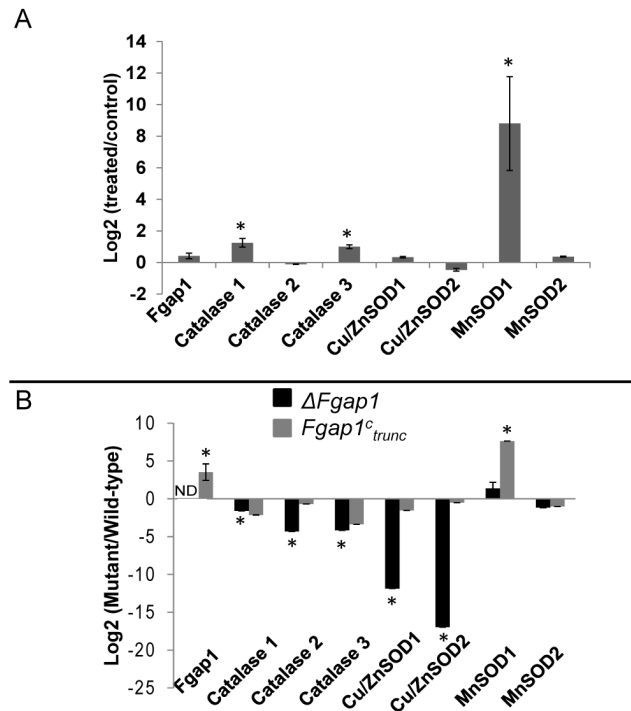 A
Log2 (treated/control)
14
12
10
8
6
4
2
0
-2
*
*
*
Fgap1
Catalase 1
Catalase 2
Catalase 3
Cu/ZnSOD1
Cu/ZnSOD2
MnSOD1
MnSOD2
B
ΔFgap1
Fgap1ᶜtrunc
Log2 (Mutant/Wild-type)
10
5
0
-5
-10
-15
-20
-25
ND
*
*
*
*
*
*
*
Fgap1
Catalase 1
Catalase 2
Catalase 3
Cu/ZnSOD1
Cu/ZnSOD2
MnSOD1
MnSOD2